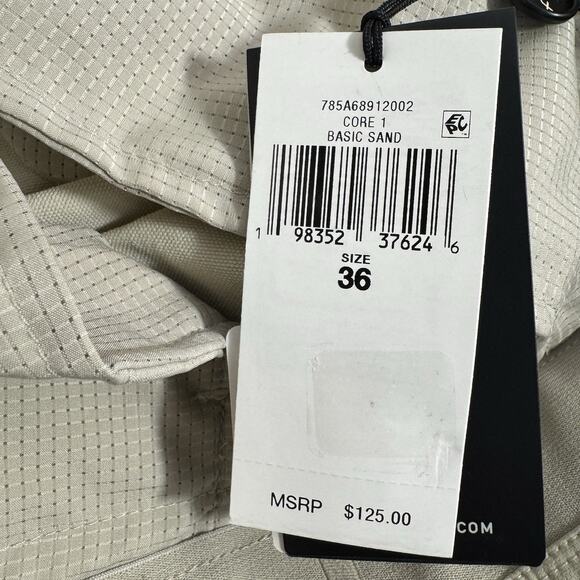 785A68912002
CORE 1
BASIC SAND
EPC
1 98352 37624 6
SIZE
36
MSRP $125.00
.COM